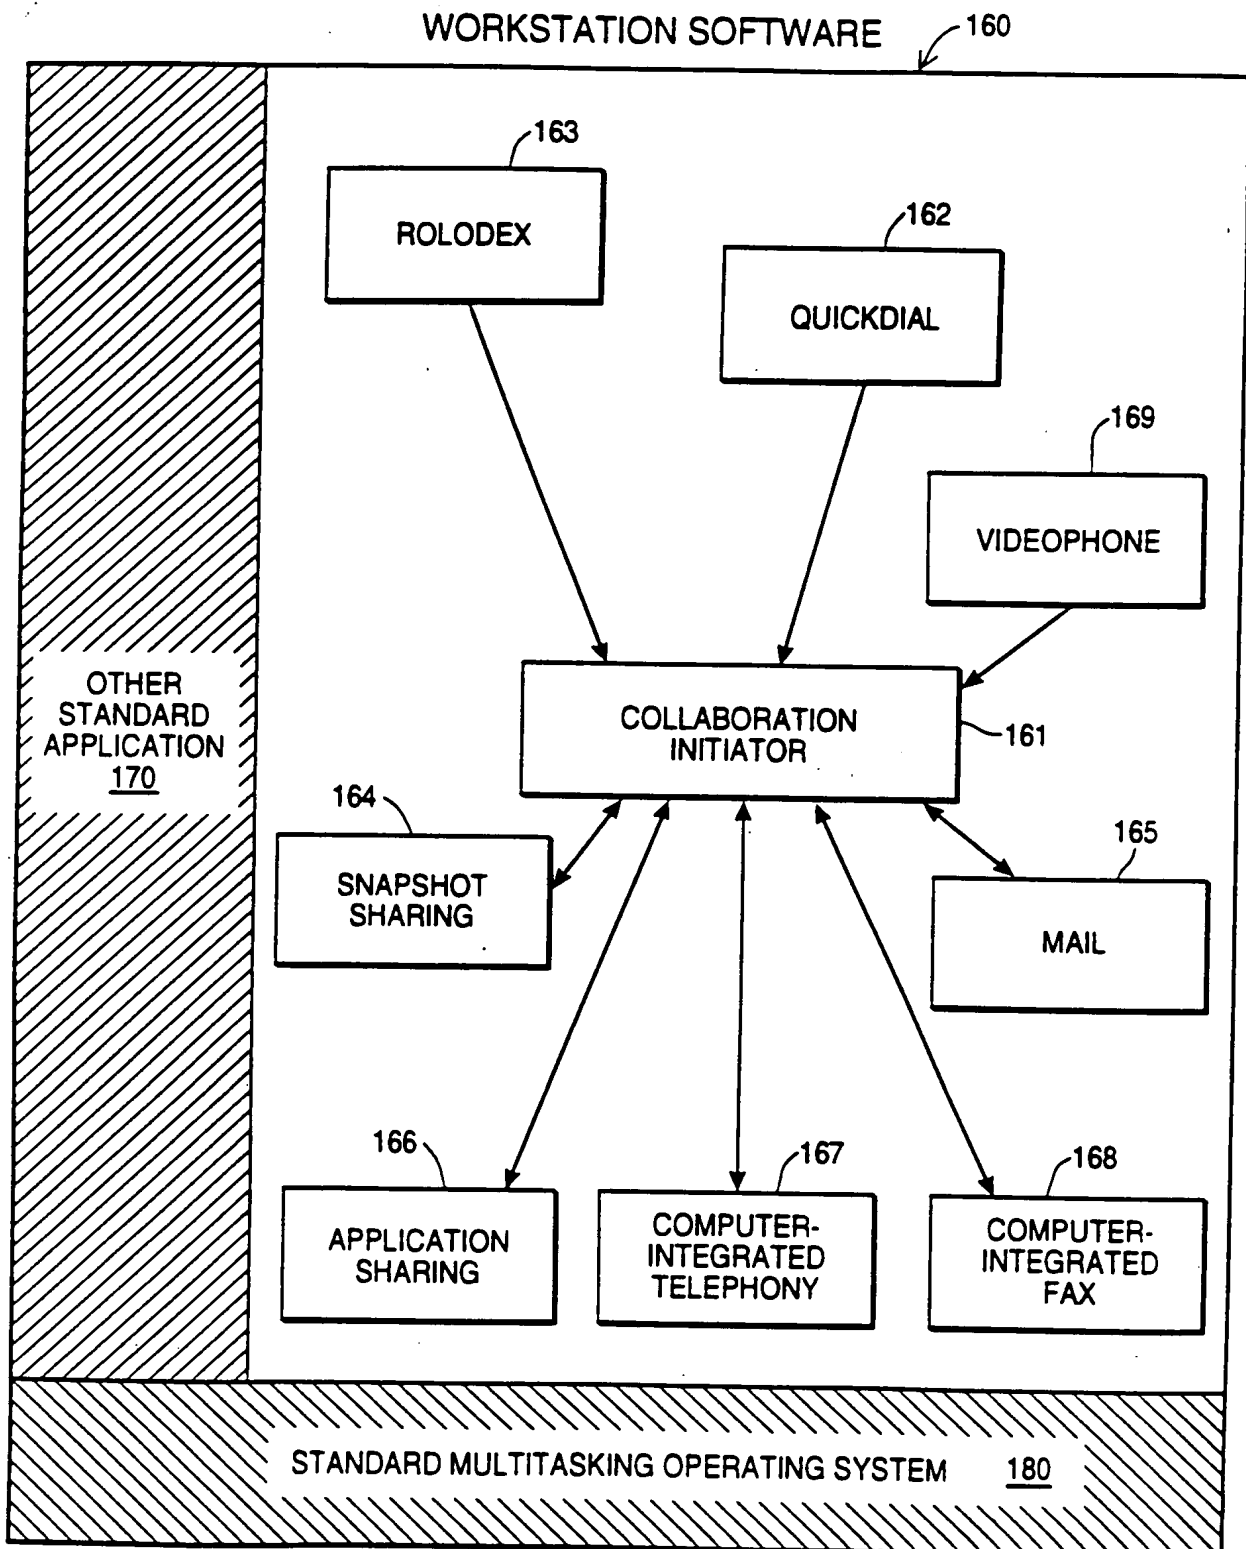 WORKSTATION SOFTWARE
160
163
ROLODEX
162
QUICKDIAL
169
VIDEOPHONE
OTHER
STANDARD
APPLICATION
170
COLLABORATION
INITIATOR
161
164
SNAPSHOT
SHARING
165
MAIL
166
APPLICATION
SHARING
167
COMPUTER-
INTEGRATED
TELEPHONY
168
COMPUTER-
INTEGRATED
FAX
STANDARD MULTITASKING OPERATING SYSTEM 180